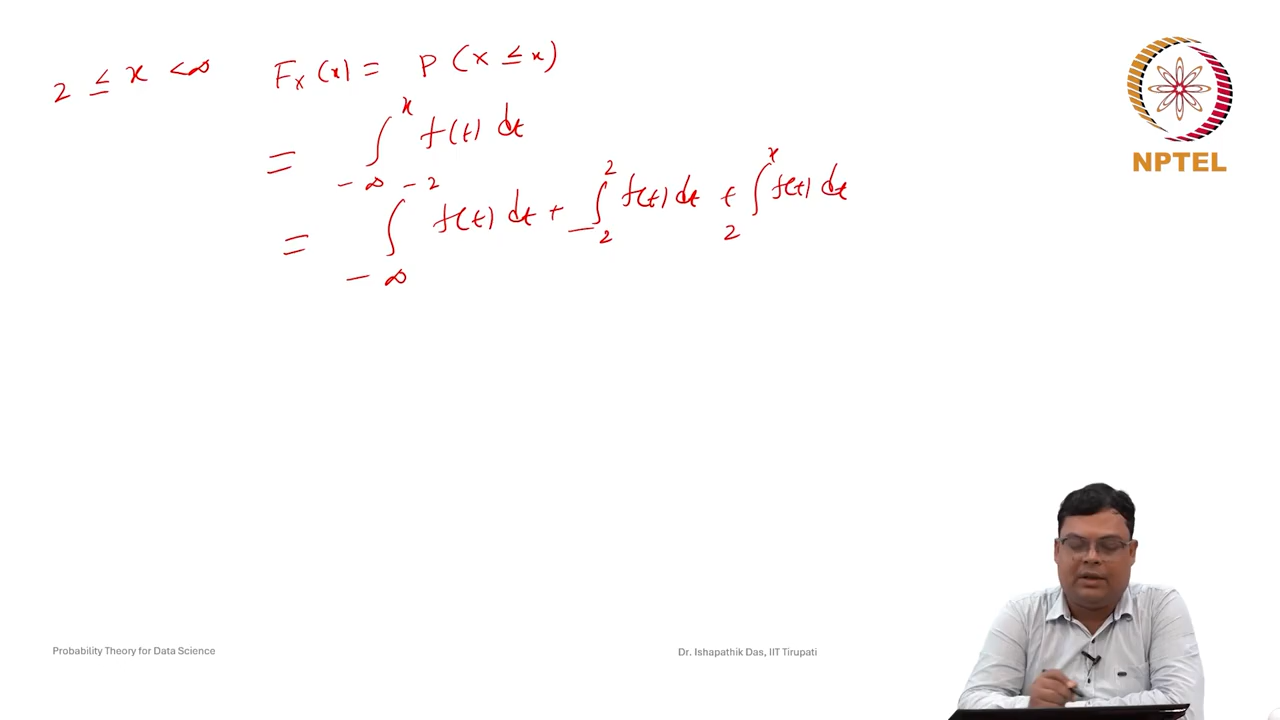 2 ≤ x < ∞ F_X(x) = P(X ≤ x)
= ∫_{-∞}^{x} f(t) dt
= ∫_{-∞}^{-2} f(t) dt + ∫_{-2}^{2} f(t) dt + ∫_{2}^{x} f(t) dt
NPTEL
Probability Theory for Data Science
Dr. Ishapathik Das, IIT Tirupati